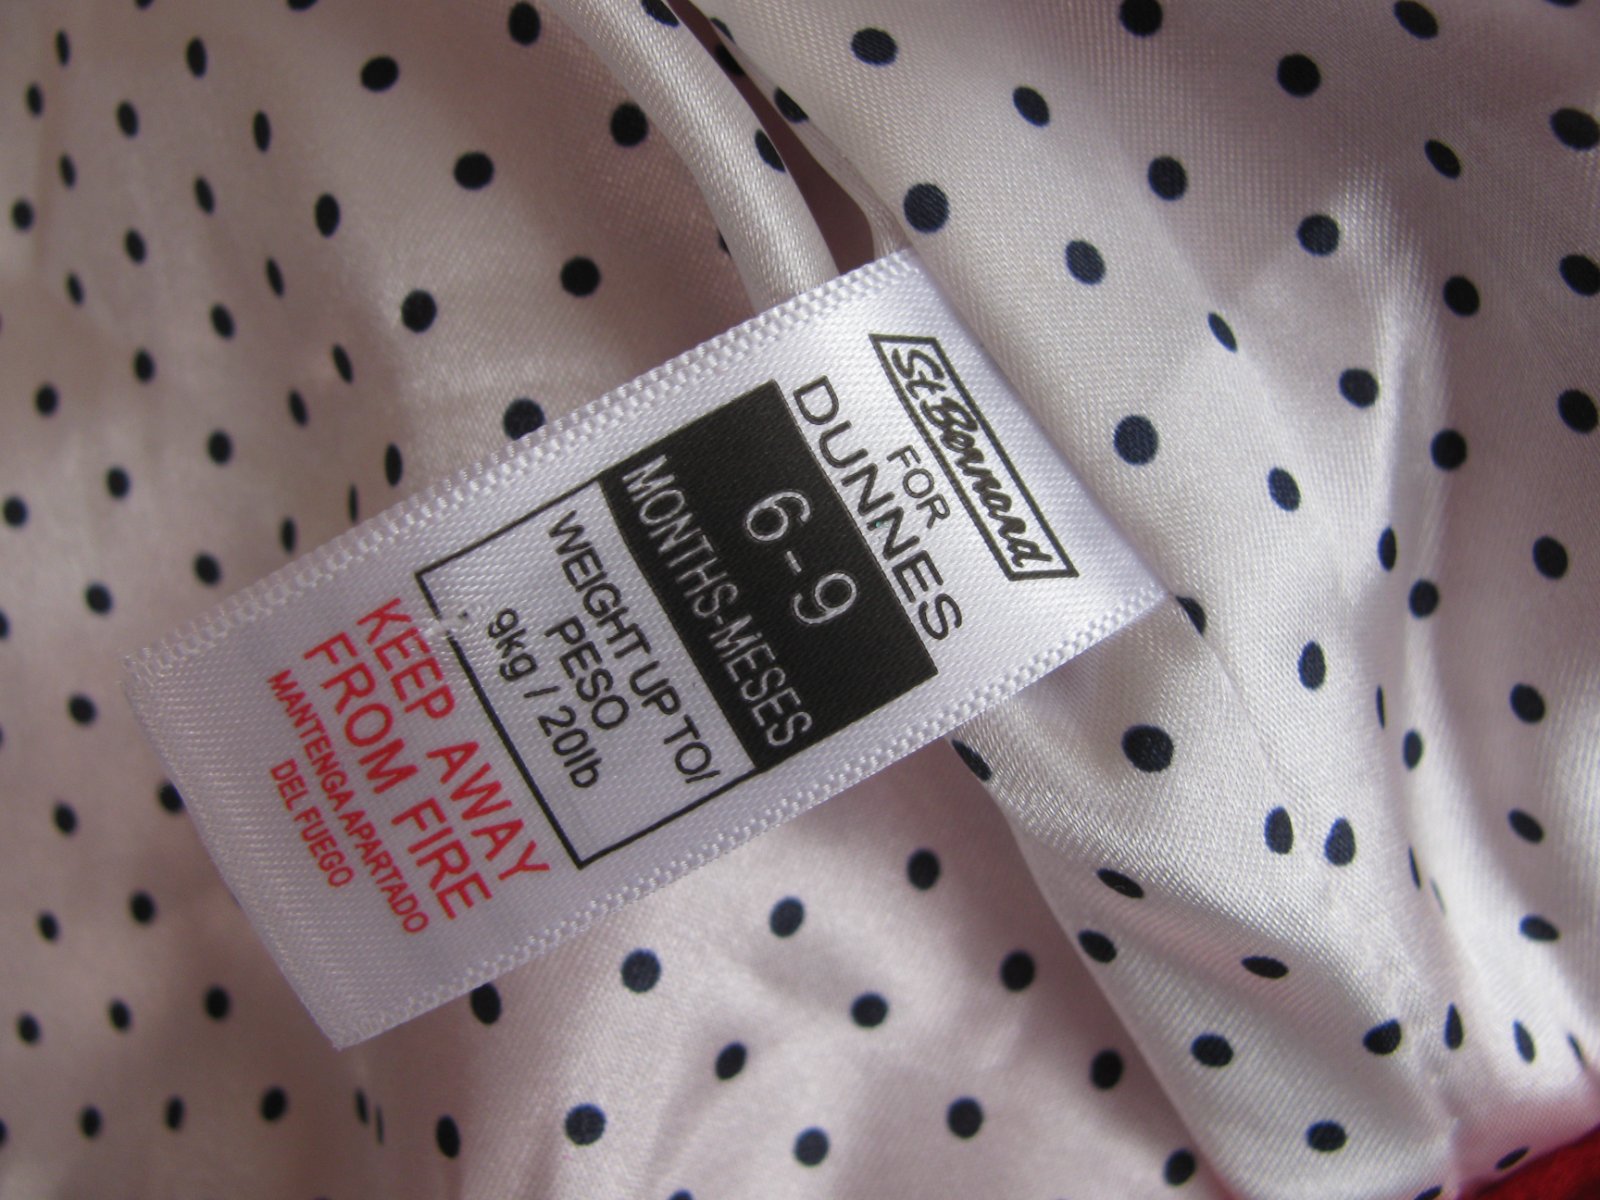 St Bernard
FOR
DUNNES
6-9
MONTHS-MESES
WEIGHT UP TO/
PESO
9kg / 20lb
KEEP AWAY
FROM FIRE
MANTENGA APARTADO
DEL FUEGO